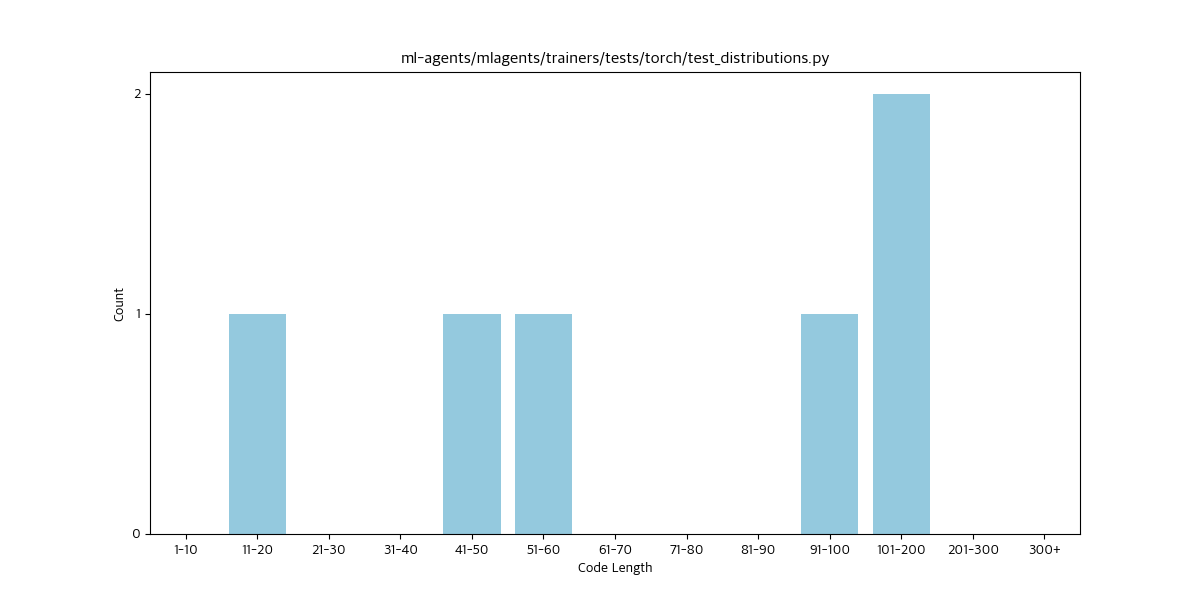 ml-agents/mlagents/trainers/tests/torch/test_distributions.py
2
1
0
Count
1-10 11-20 21-30 31-40 41-50 51-60 61-70 71-80 81-90 91-100 101-200 201-300 300+
Code Length